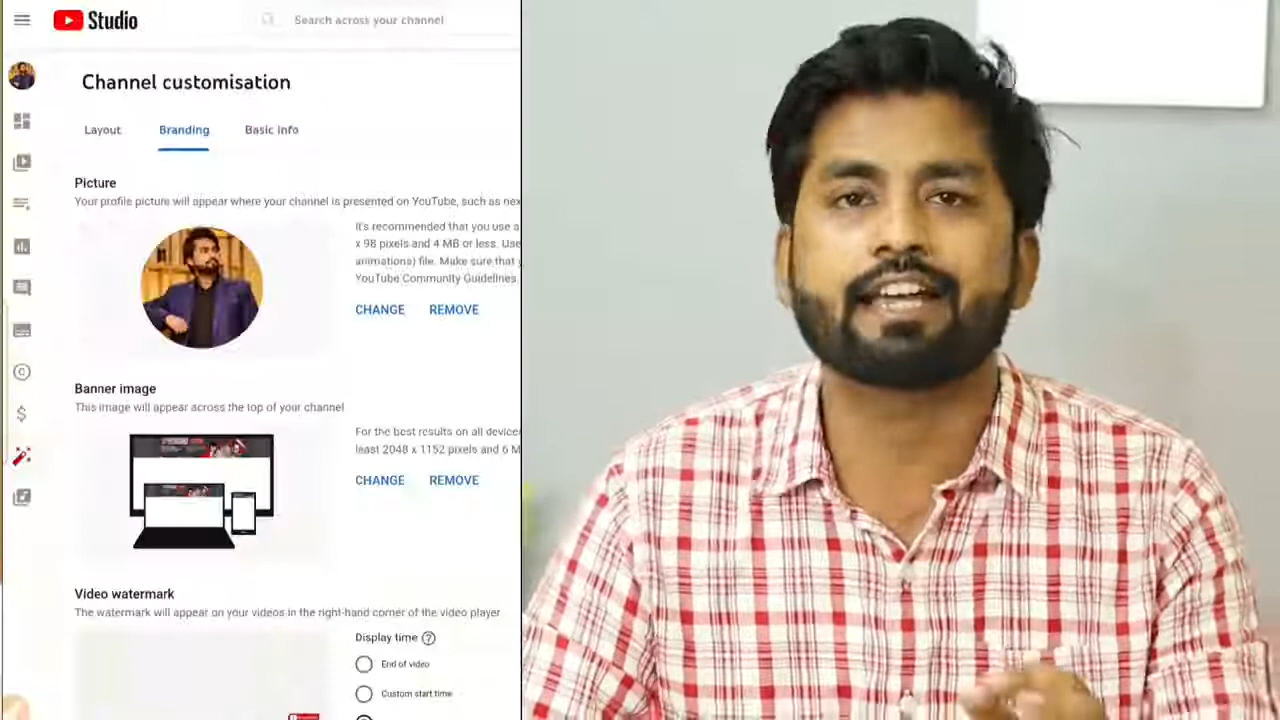 Studio
Search across your channel
Channel customisation
Layout
Branding
Basic info
Picture
Your profile picture will appear where your channel is presented on YouTube, such as nex
It's recommended that you use a
x 98 pixels and 4 MB or less. Use
animations) file. Make sure that y
YouTube Community Guidelines.
CHANGE
REMOVE
Banner image
This image will appear across the top of your channel
For the best results on all device
least 2048 x 1152 pixels and 6 M
CHANGE
REMOVE
Video watermark
The watermark will appear on your videos in the right-hand corner of the video player
Display time
End of video
Custom start time